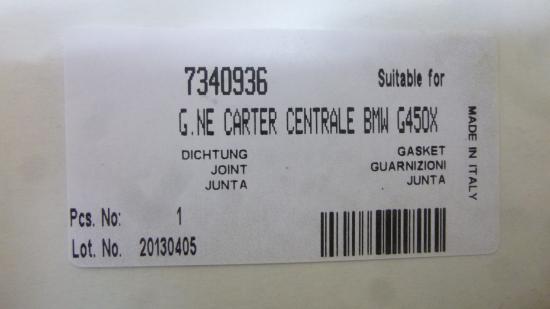 7340936 Suitable for
G.NE CARTER CENTRALE BMW G450X
DICHTUNG GASKET
JOINT GUARNIZIONI
JUNTA JUNTA
MADE IN ITALY
Pcs. No: 1
Lot. No. 20130405